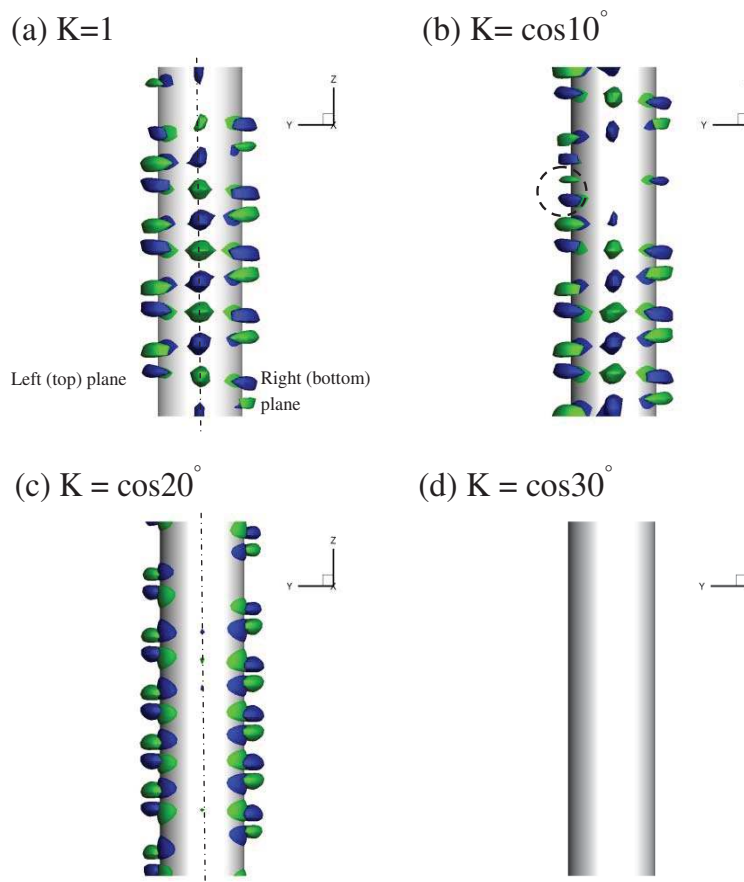 (a) K=1
(b) K= cos10°
Z
Y
X
Y
Left (top) plane
Right (bottom)
plane
(c) K = cos20°
(d) K = cos30°
Z
Y
X
Y